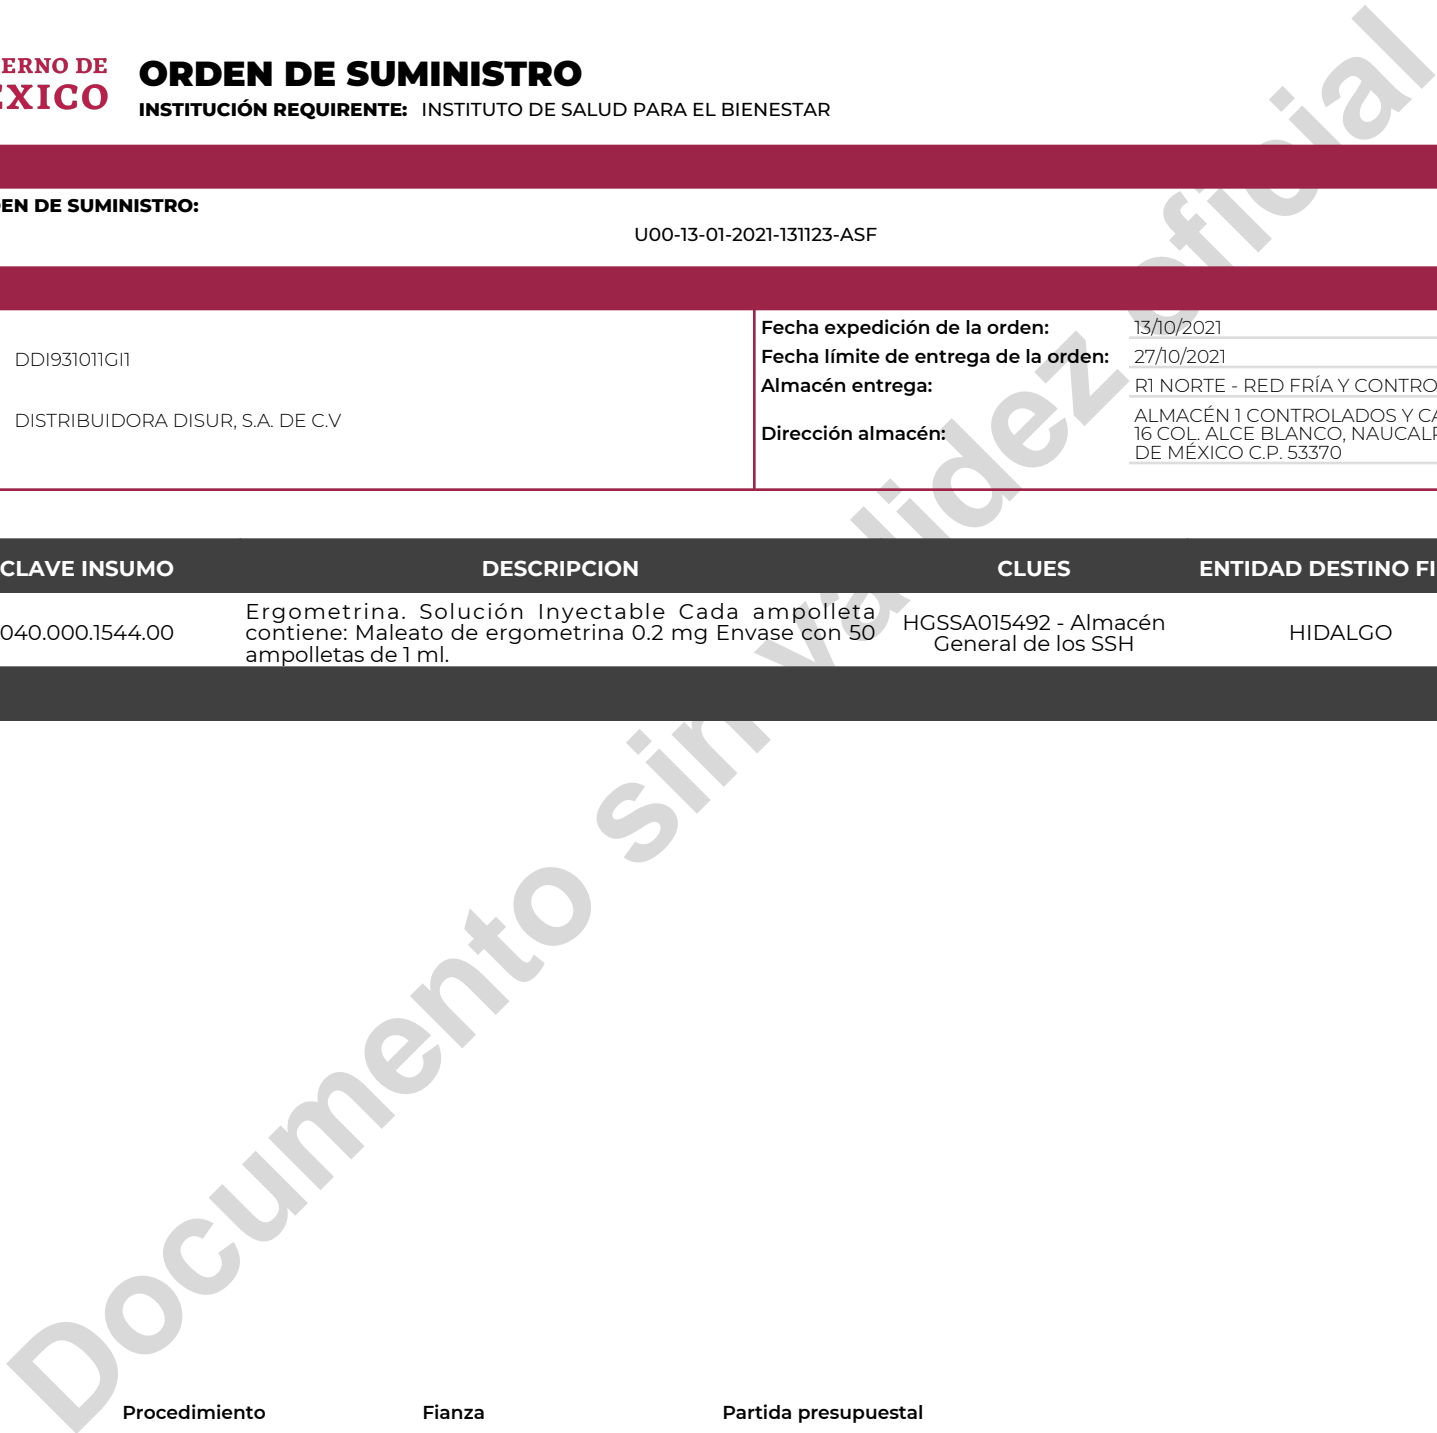 ERNO DE
XICO
ORDEN DE SUMINISTRO
INSTITUCIÓN REQUIRENTE: INSTITUTO DE SALUD PARA EL BIENESTAR
EN DE SUMINISTRO:
U00-13-01-2021-131123-ASF
DDI931011GI1
DISTRIBUIDORA DISUR, S.A. DE C.V
Fecha expedición de la orden: 13/10/2021
Fecha límite de entrega de la orden: 27/10/2021
Almacén entrega: R1 NORTE - RED FRÍA Y CONTRO
Dirección almacén: ALMACÉN 1 CONTROLADOS Y CA
16 COL. ALCE BLANCO, NAUCALP
DE MÉXICO C.P. 53370
CLAVE INSUMO DESCRIPCION CLUES ENTIDAD DESTINO FI
040.000.1544.00
Ergometrina. Solución Inyectable Cada ampolleta
contiene: Maleato de ergometrina 0.2 mg Envase con 50
ampolletas de 1 ml.
HGSSA015492 - Almacén
General de los SSH
HIDALGO
Documento sin validez oficial
Procedimiento Fianza Partida presupuestal